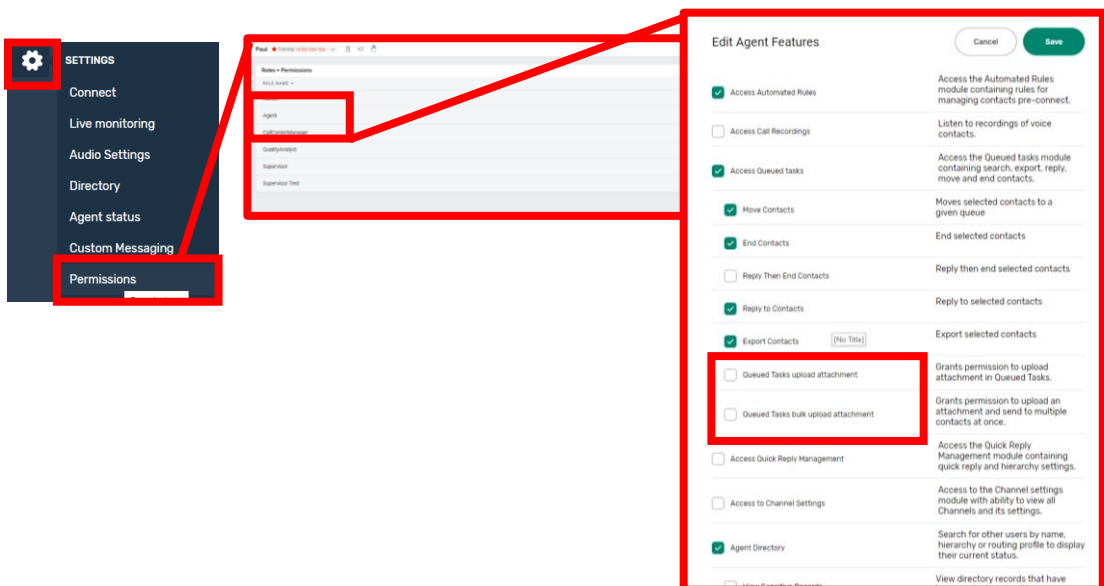 SETTINGS
Connect
Live monitoring
Audio Settings
Directory
Agent status
Custom Messaging
Permissions
Paul
Training
Roles + Permissions
ROLE NAME
Agent
CallCenterManager
QualityAnalyst
Supervisor
Supervisor Test
Edit Agent Features
Cancel
Save
Access Automated Rules
Access the Automated Rules
module containing rules for
managing contacts pre-connect.
Access Call Recordings
Listen to recordings of voice
contacts.
Access Queued tasks
Access the Queued tasks module
containing search, export, reply,
move and end contacts.
Move Contacts
Moves selected contacts to a
given queue
End Contacts
End selected contacts
Reply Then End Contacts
Reply then end selected contacts
Reply to Contacts
Reply to selected contacts
Export Contacts
[No Title]
Export selected contacts
Queued Tasks upload attachment
Grants permission to upload
attachment in Queued Tasks.
Queued Tasks bulk upload attachment
Grants permission to upload an
attachment and send to multiple
contacts at once.
Access Quick Reply Management
Access the Quick Reply
Management module containing
quick reply and hierarchy settings.
Access to Channel Settings
Access to the Channel settings
module with ability to view all
Channels and its settings.
Agent Directory
Search for other users by name,
hierarchy or routing profile to display
their current status.
View Sensitive Records
View directory records that have